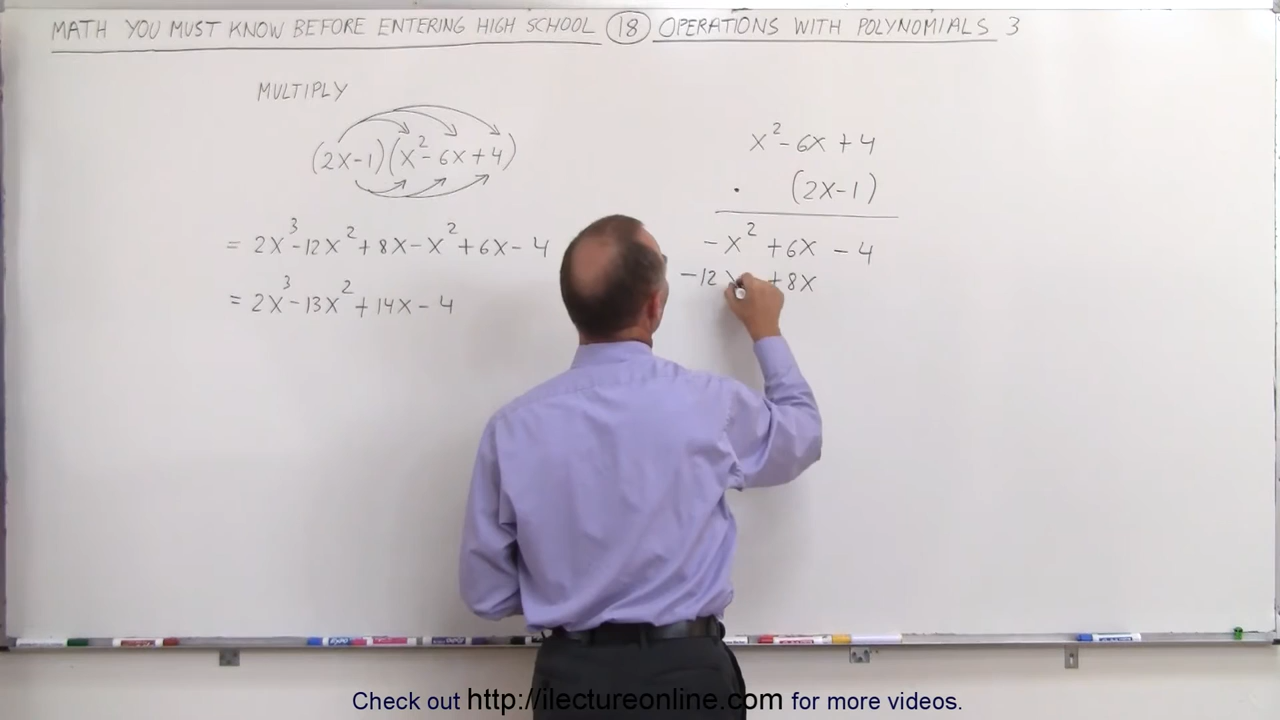 MATH YOU MUST KNOW BEFORE ENTERING HIGH SCHOOL 18 OPERATIONS WITH POLYNOMIALS 3
MULTIPLY
(2x-1)(x²-6x+4)
= 2x³-12x²+8x-x²+6x-4
= 2x³-13x²+14x-4
x²-6x+4
· (2x-1)
-x²+6x-4
-12x +8x
EXPO
Check out http://ilectureonline.com for more videos.